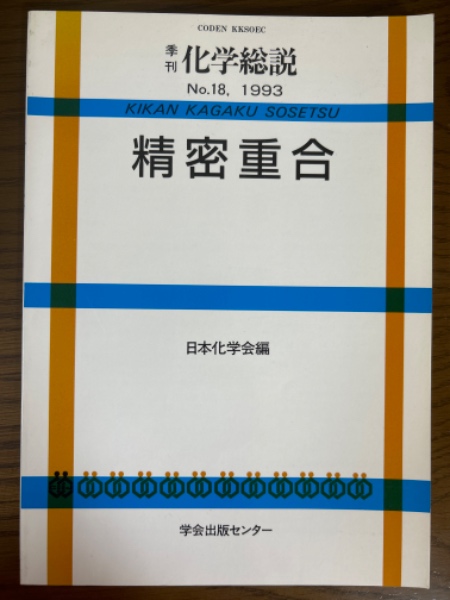 CODEN KKSOEC
季刊 化学総説
No.18, 1993
KIKAN KAGAKU SOSETSU
精密重合
日本化学会編
学会出版センター